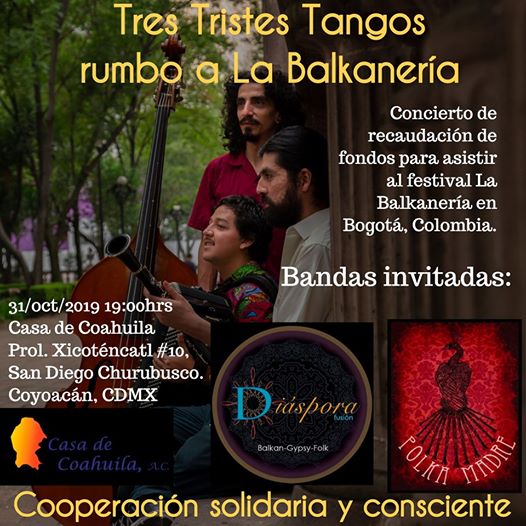 Tres Tristes Tangos
rumbo a La Balkanería
Concierto de
recaudación de
fondos para asistir
al festival La
Balkanería en
Bogotá, Colombia.
Bandas invitadas:
31/oct/2019 19:00hrs
Casa de Coahuila
Prol. Xicoténcatl #10,
San Diego Churubusco.
Coyoacán, CDMX
Casa de
Coahuila, A.C.
Diáspora
fusión
Balkan-Gypsy-Folk
POLKA MADRE
Cooperación solidaria y consciente